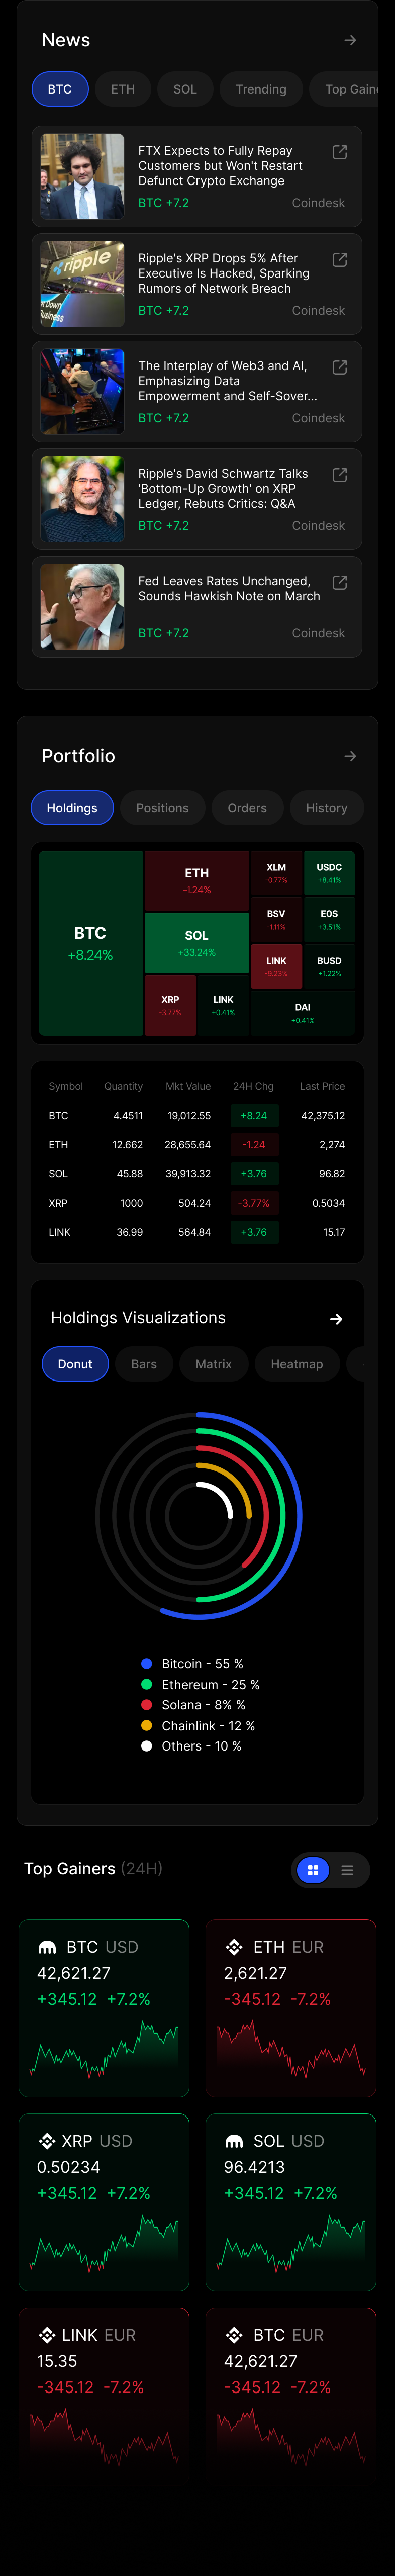 News
BTC ETH SOL Trending Top Gaine
FTX Expects to Fully Repay
Customers but Won't Restart
Defunct Crypto Exchange
BTC +7.2 Coindesk
ripple
Ripple's XRP Drops 5% After
Executive Is Hacked, Sparking
Rumors of Network Breach
BTC +7.2 Coindesk
The Interplay of Web3 and AI,
Emphasizing Data
Empowerment and Self-Sover...
BTC +7.2 Coindesk
Ripple's David Schwartz Talks
'Bottom-Up Growth' on XRP
Ledger, Rebuts Critics: Q&A
BTC +7.2 Coindesk
Fed Leaves Rates Unchanged,
Sounds Hawkish Note on March
BTC +7.2 Coindesk
Portfolio
Holdings Positions Orders History
BTC
+8.24%
ETH
-1.24%
SOL
+33.24%
XRP
-3.77%
LINK
+0.41%
XLM
-0.77%
USDC
+8.41%
BSV
-1.11%
E0S
+3.51%
LINK
-9.23%
BUSD
+1.22%
DAI
+0.41%
Symbol Quantity Mkt Value 24H Chg Last Price
BTC 4.4511 19,012.55 +8.24 42,375.12
ETH 12.662 28,655.64 -1.24 2,274
SOL 45.88 39,913.32 +3.76 96.82
XRP 1000 504.24 -3.77% 0.5034
LINK 36.99 564.84 +3.76 15.17
Holdings Visualizations
Donut Bars Matrix Heatmap
Bitcoin - 55 %
Ethereum - 25 %
Solana - 8% %
Chainlink - 12 %
Others - 10 %
Top Gainers (24H)
BTC USD
42,621.27
+345.12 +7.2%
ETH EUR
2,621.27
-345.12 -7.2%
XRP USD
0.50234
+345.12 +7.2%
SOL USD
96.4213
+345.12 +7.2%
LINK EUR
15.35
-345.12 -7.2%
BTC EUR
42,621.27
-345.12 -7.2%